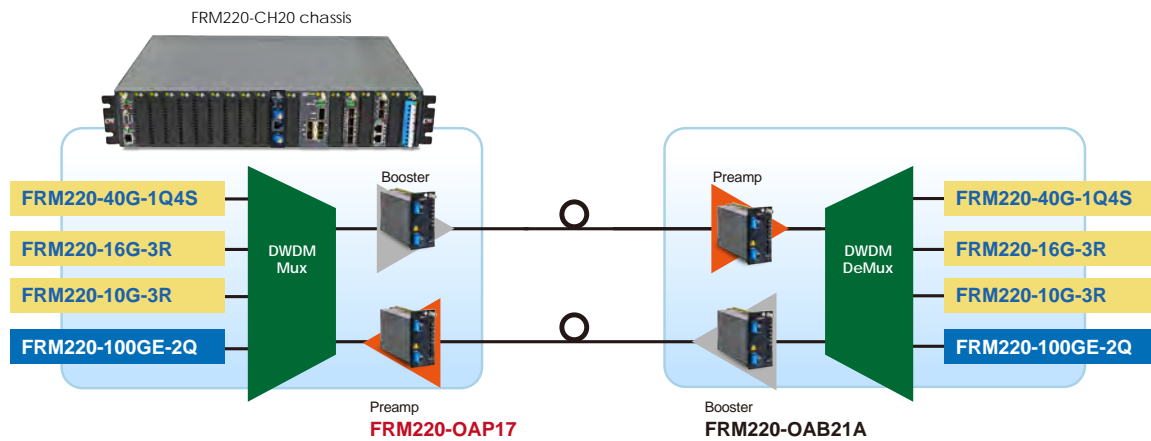 FRM220-CH20 chassis
Booster
Preamp
FRM220-40G-1Q4S
FRM220-16G-3R
FRM220-10G-3R
FRM220-100GE-2Q
DWDM
Mux
DWDM
DeMux
FRM220-40G-1Q4S
FRM220-16G-3R
FRM220-10G-3R
FRM220-100GE-2Q
Preamp
FRM220-OAP17
Booster
FRM220-OAB21A